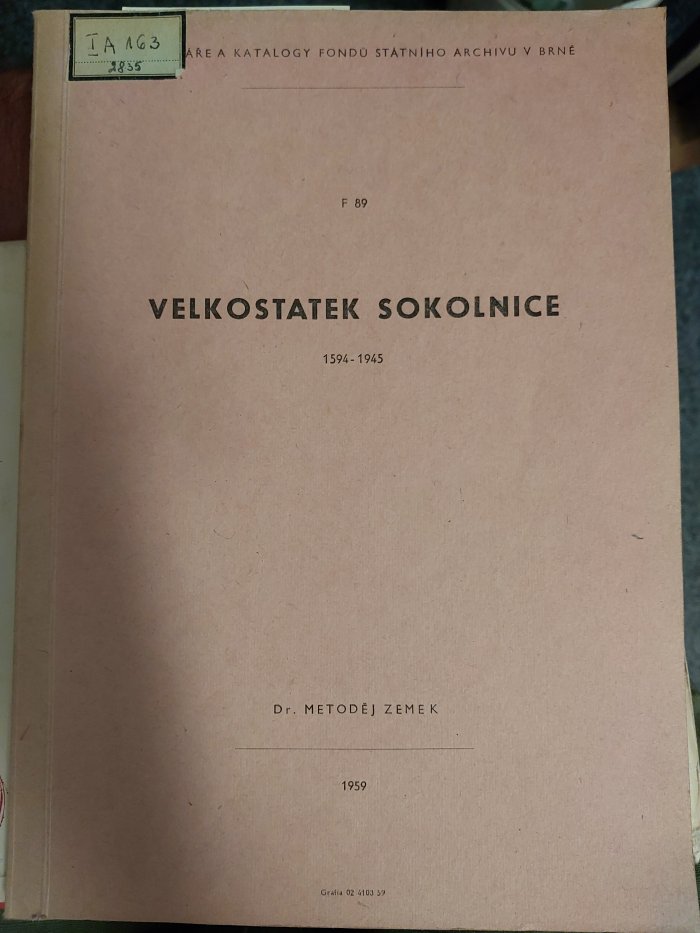 I A 163
2835
ÁŘE A KATALOGY FONDŮ STÁTNÍHO ARCHIVU V BRNĚ
F 89
VELKOSTATEK SOKOLNICE
1594-1945
Dr. METODĚJ ZEMEK
1959
Grafia 02 4103 59